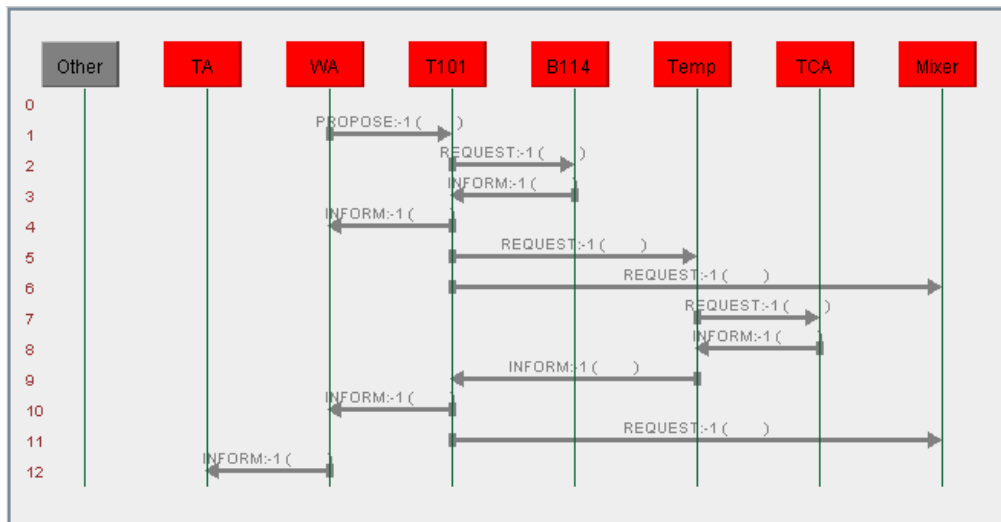 Other TA WA T101 B114 Temp TCA Mixer
0
1 PROPOSE:-1 ( )
2 REQUEST:-1 ( )
3 INFORM:-1 ( )
4 INFORM:-1 ( )
5 REQUEST:-1 ( )
6 REQUEST:-1 ( )
7 REQUEST:-1 ( )
8 INFORM:-1 ( )
9 INFORM:-1 ( )
10 INFORM:-1 ( )
11 REQUEST:-1 ( )
12 INFORM:-1 ( )